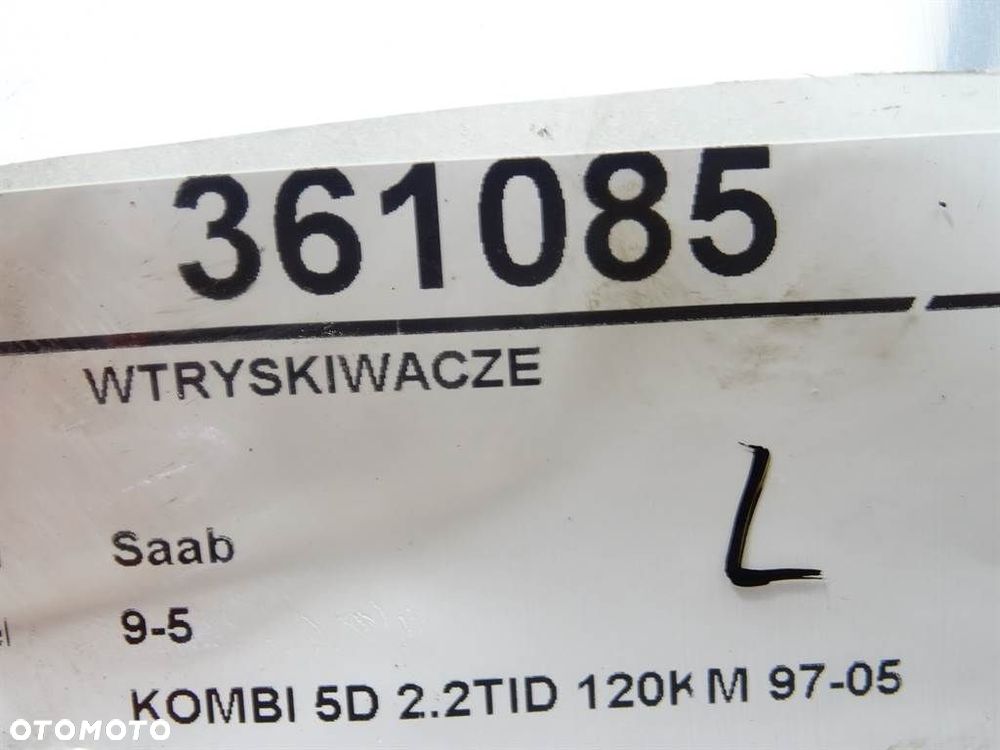 361085
WTRYSKIWACZE
L
Saab
9-5
KOMBI 5D 2.2TID 120KM 97-05
OTOMOTO